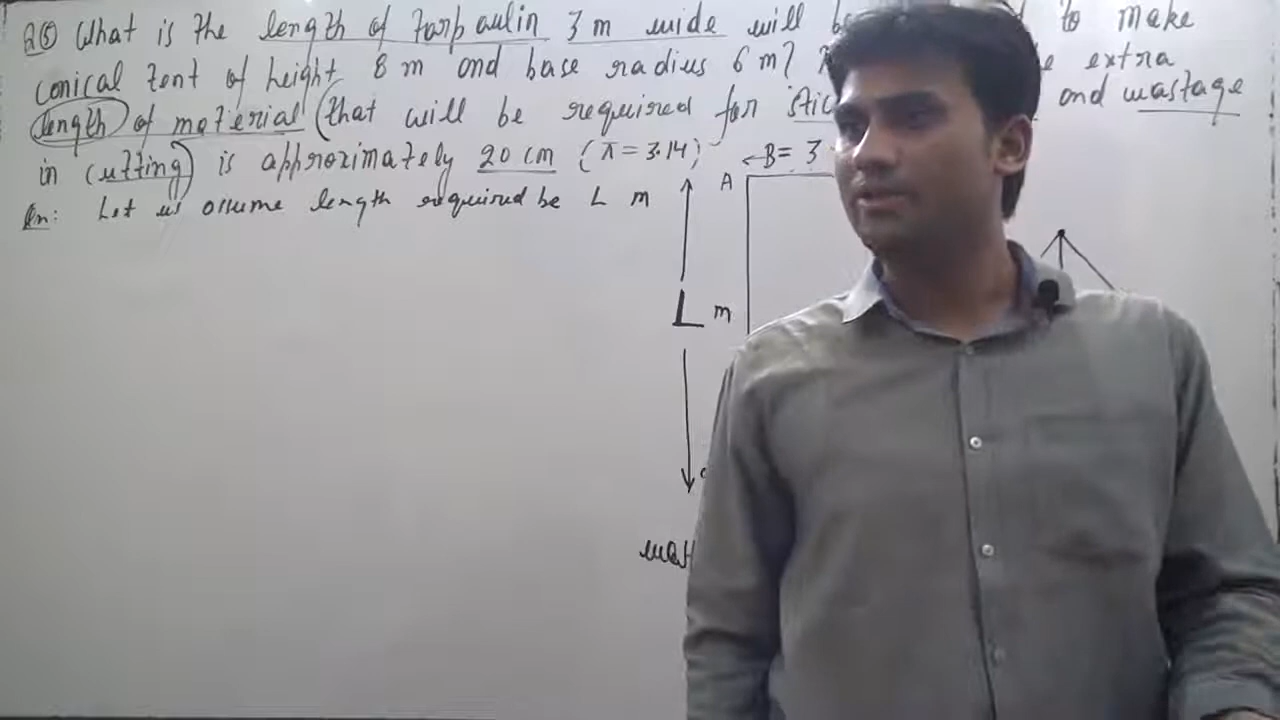 Q5 What is the length of tarpaulin 3 m wide will to make
conical tent of height 8 m and base radius 6 m? extra
length of material (that will be required for and wastage
in cutting) is approximately 20 cm (π = 3.14)
Let us assume length required be L m
B = 3
A
L m